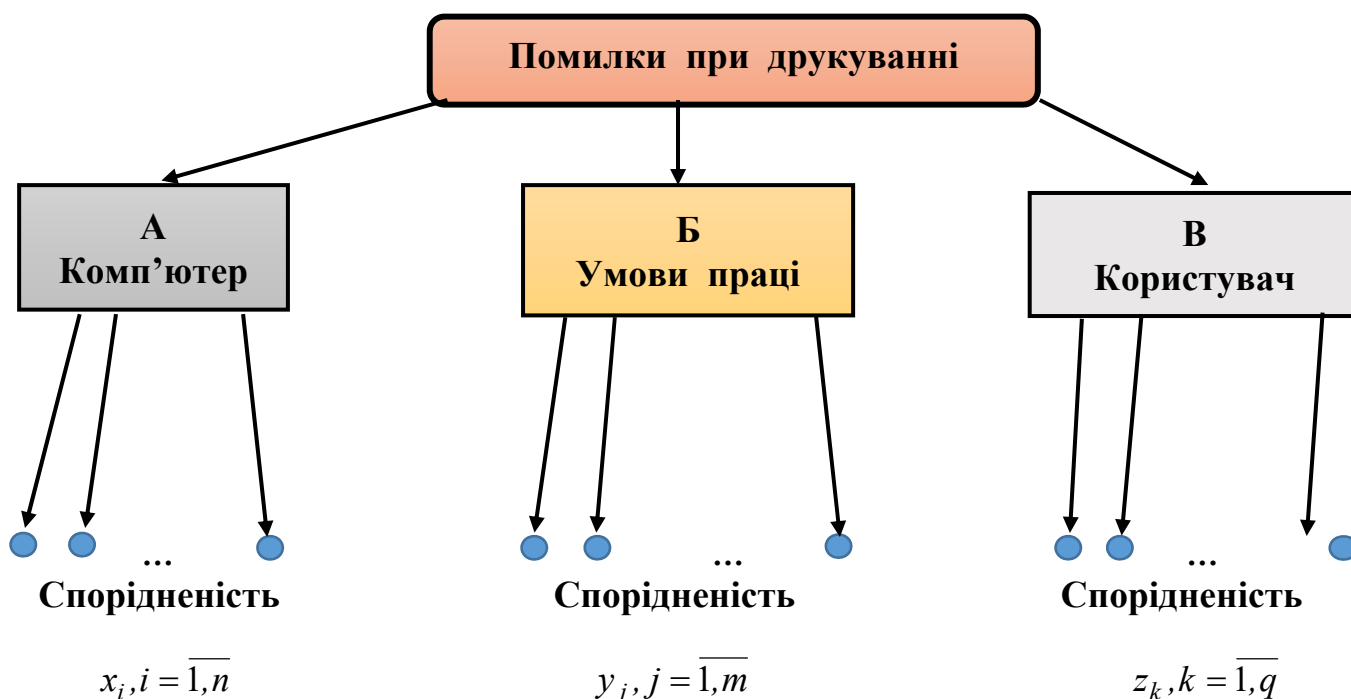 Помилки при друкуванні
А
Комп’ютер
Б
Умови праці
В
Користувач
...
Спорідненість
...
Спорідненість
...
Спорідненість
x_i, i = \overline{1,n}
y_j, j = \overline{1,m}
z_k, k = \overline{1,q}